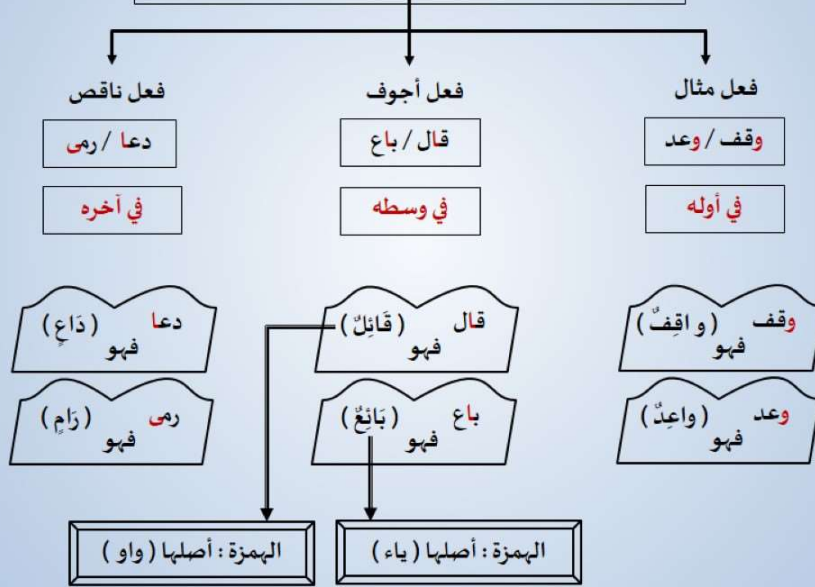 فعل مثال
فعل أجوف
فعل ناقص
وقف / وعد
قال / باع
دعا / رمى
في أوله
في وسطه
في آخره
وقف فهو ( و اقِفٌ )
قال فهو ( قَائِلٌ )
دعا فهو ( دَاعٍ )
وعد فهو ( واعِدٌ )
باع فهو ( بَائِعٌ )
رمى فهو ( رَامٍ )
الهمزة : أصلها ( ياء )
الهمزة : أصلها ( واو )